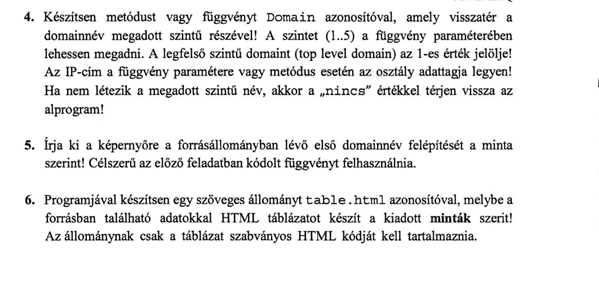 4. Készítsen metódust vagy függvényt Domain azonosítóval, amely visszatér a
domainnév megadott szintű részével! A szintet (1..5) a függvény paraméterében
lehessen megadni. A legfelső szintű domaint (top level domain) az 1-es érték jelölje!
Az IP-cím a függvény paramétere vagy metódus esetén az osztály adattagja legyen!
Ha nem létezik a megadott szintű név, akkor a „nincs” értékkel térjen vissza az
alprogram!
5. Írja ki a képernyőre a forrásállományban lévő első domainnév felépítését a minta
szerint! Célszerű az előző feladatban kódolt függvényt felhasználnia.
6. Programjával készítsen egy szöveges állományt table.html azonosítóval, melybe a
forrásban található adatokkal HTML táblázatot készít a kiadott minták szerit!
Az állománynak csak a táblázat szabványos HTML kódját kell tartalmaznia.